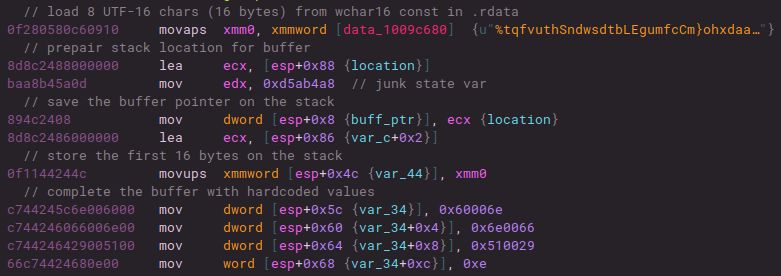 // load 8 UTF-16 chars (16 bytes) from wchar16 const in .rdata
0f280580c60910 movaps xmm0, xmmword [data_1009c680] {u"%tqfvuthSndwsdtbLEgumfcCm}ohxdaa…"}
// prepair stack location for buffer
8d8c2488000000 lea ecx, [esp+0x88 {location}]
baa8b45a0d mov edx, 0xd5ab4a8 // junk state var
// save the buffer pointer on the stack
894c2408 mov dword [esp+0x8 {buff_ptr}], ecx {location}
8d8c2486000000 lea ecx, [esp+0x86 {var_c+0x2}]
// store the first 16 bytes on the stack
0f1144244c movups xmmword [esp+0x4c {var_44}], xmm0
// complete the buffer with hardcoded values
c744245c6e006000 mov dword [esp+0x5c {var_34}], 0x60006e
c744246066006e00 mov dword [esp+0x60 {var_34+0x4}], 0x6e0066
c744246429005100 mov dword [esp+0x64 {var_34+0x8}], 0x510029
66c74424680e00 mov word [esp+0x68 {var_34+0xc}], 0xe